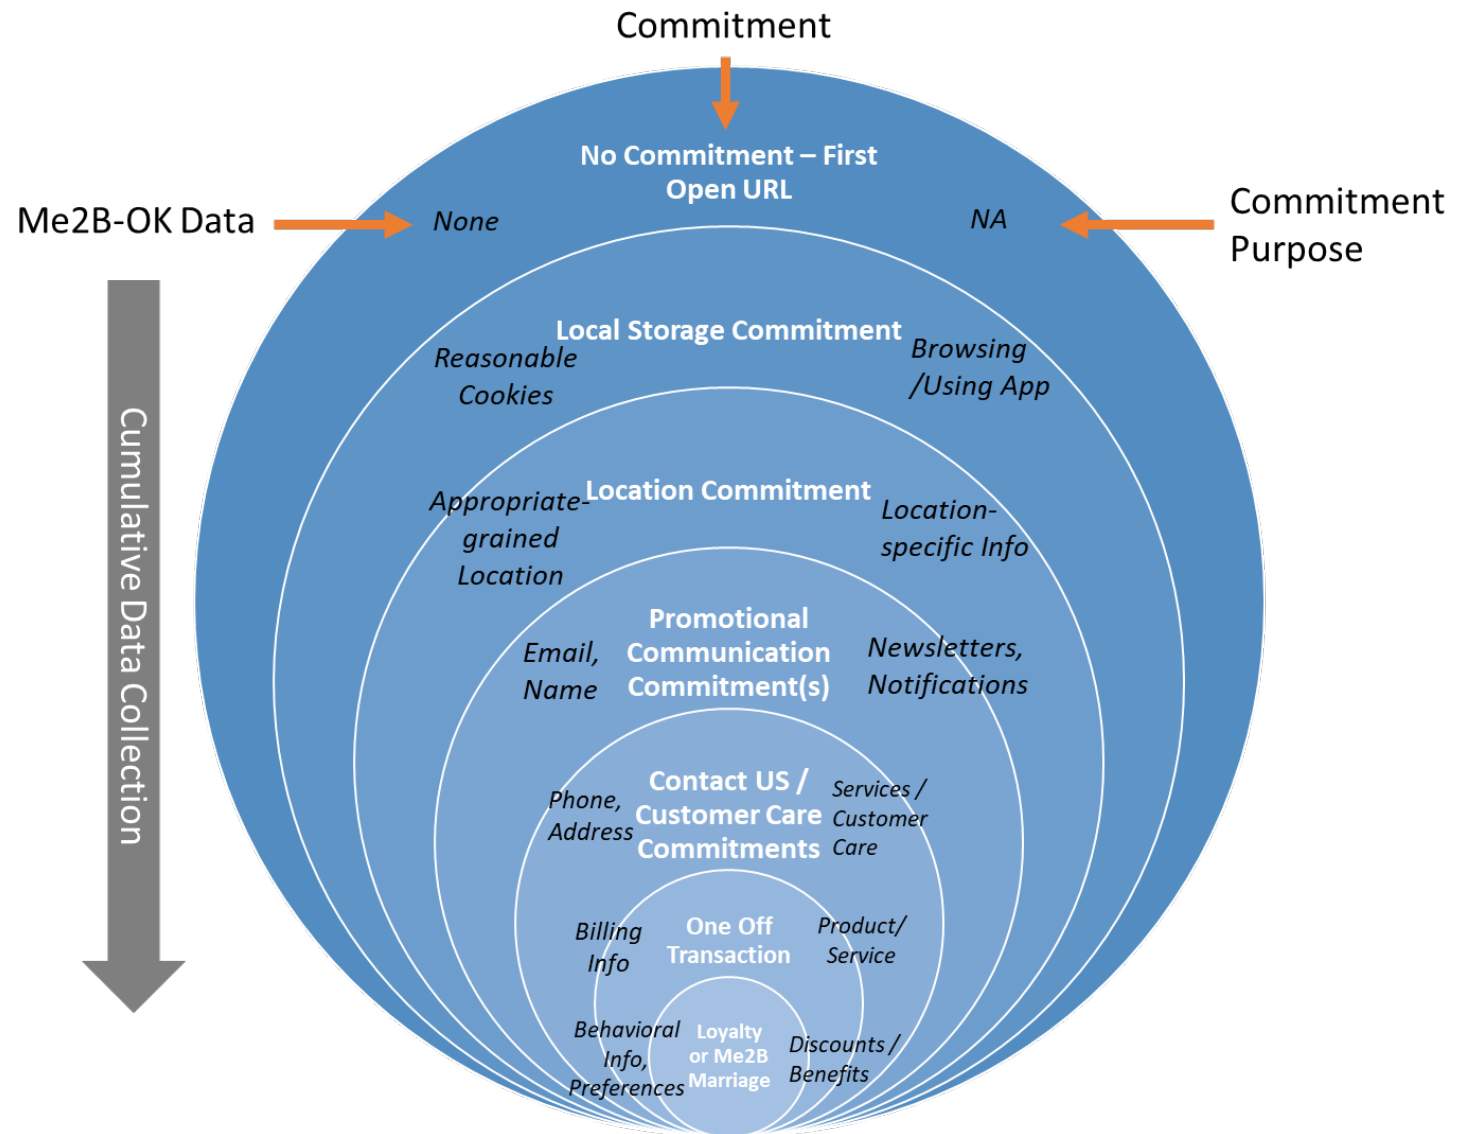 Commitment
No Commitment – First
Open URL
Me2B-OK Data
None
NA
Commitment
Purpose
Local Storage Commitment
Reasonable
Cookies
Browsing
/Using App
Cumulative Data Collection
Location Commitment
Appropriate-
grained
Location
Location-
specific Info
Promotional
Communication
Commitment(s)
Email,
Name
Newsletters,
Notifications
Contact US /
Customer Care
Commitments
Phone,
Address
Services /
Customer
Care
One Off
Transaction
Billing
Info
Product/
Service
Loyalty
or Me2B
Marriage
Behavioral
Info,
Preferences
Discounts /
Benefits